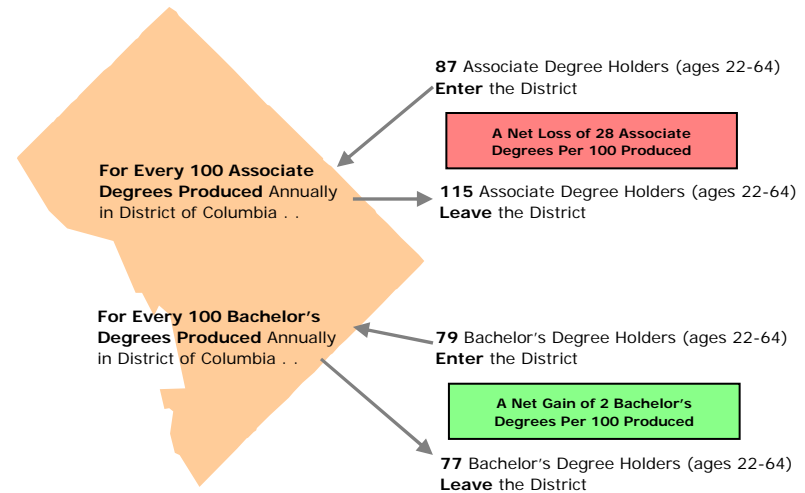 87 Associate Degree Holders (ages 22-64)
Enter the District
A Net Loss of 28 Associate
Degrees Per 100 Produced
For Every 100 Associate
Degrees Produced Annually
in District of Columbia . .
115 Associate Degree Holders (ages 22-64)
Leave the District
For Every 100 Bachelor's
Degrees Produced Annually
in District of Columbia . .
79 Bachelor's Degree Holders (ages 22-64)
Enter the District
A Net Gain of 2 Bachelor's
Degrees Per 100 Produced
77 Bachelor's Degree Holders (ages 22-64)
Leave the District